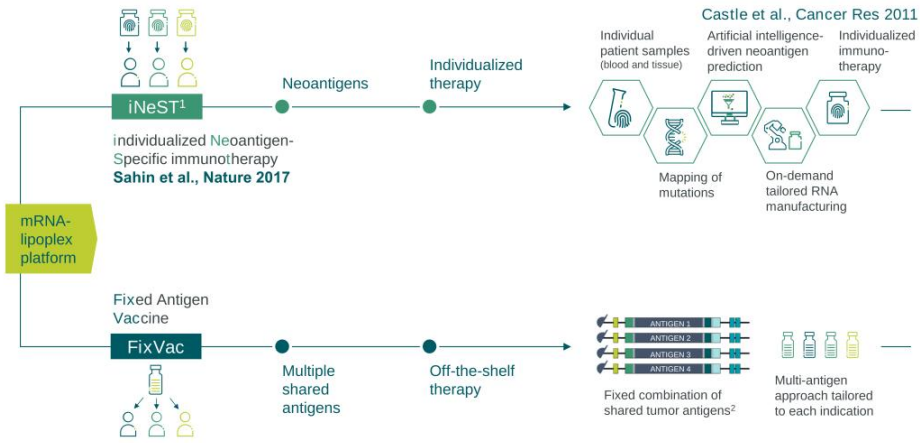 Castle et al., Cancer Res 2011
Individual
patient samples
(blood and tissue)
Artificial intelligence-
driven neoantigen
prediction
Individualized
immuno-
therapy
Neoantigens
Individualized
therapy
iNeST¹
individualized Neoantigen-
Specific immunotherapy
Sahin et al., Nature 2017
Mapping of
mutations
On-demand
tailored RNA
manufacturing
mRNA-
lipoplex
platform
Fixed Antigen
Vaccine
FixVac
Multiple
shared
antigens
Off-the-shelf
therapy
ANTIGEN 1
ANTIGEN 2
ANTIGEN 3
ANTIGEN 4
Fixed combination of
shared tumor antigens²
Multi-antigen
approach tailored
to each indication